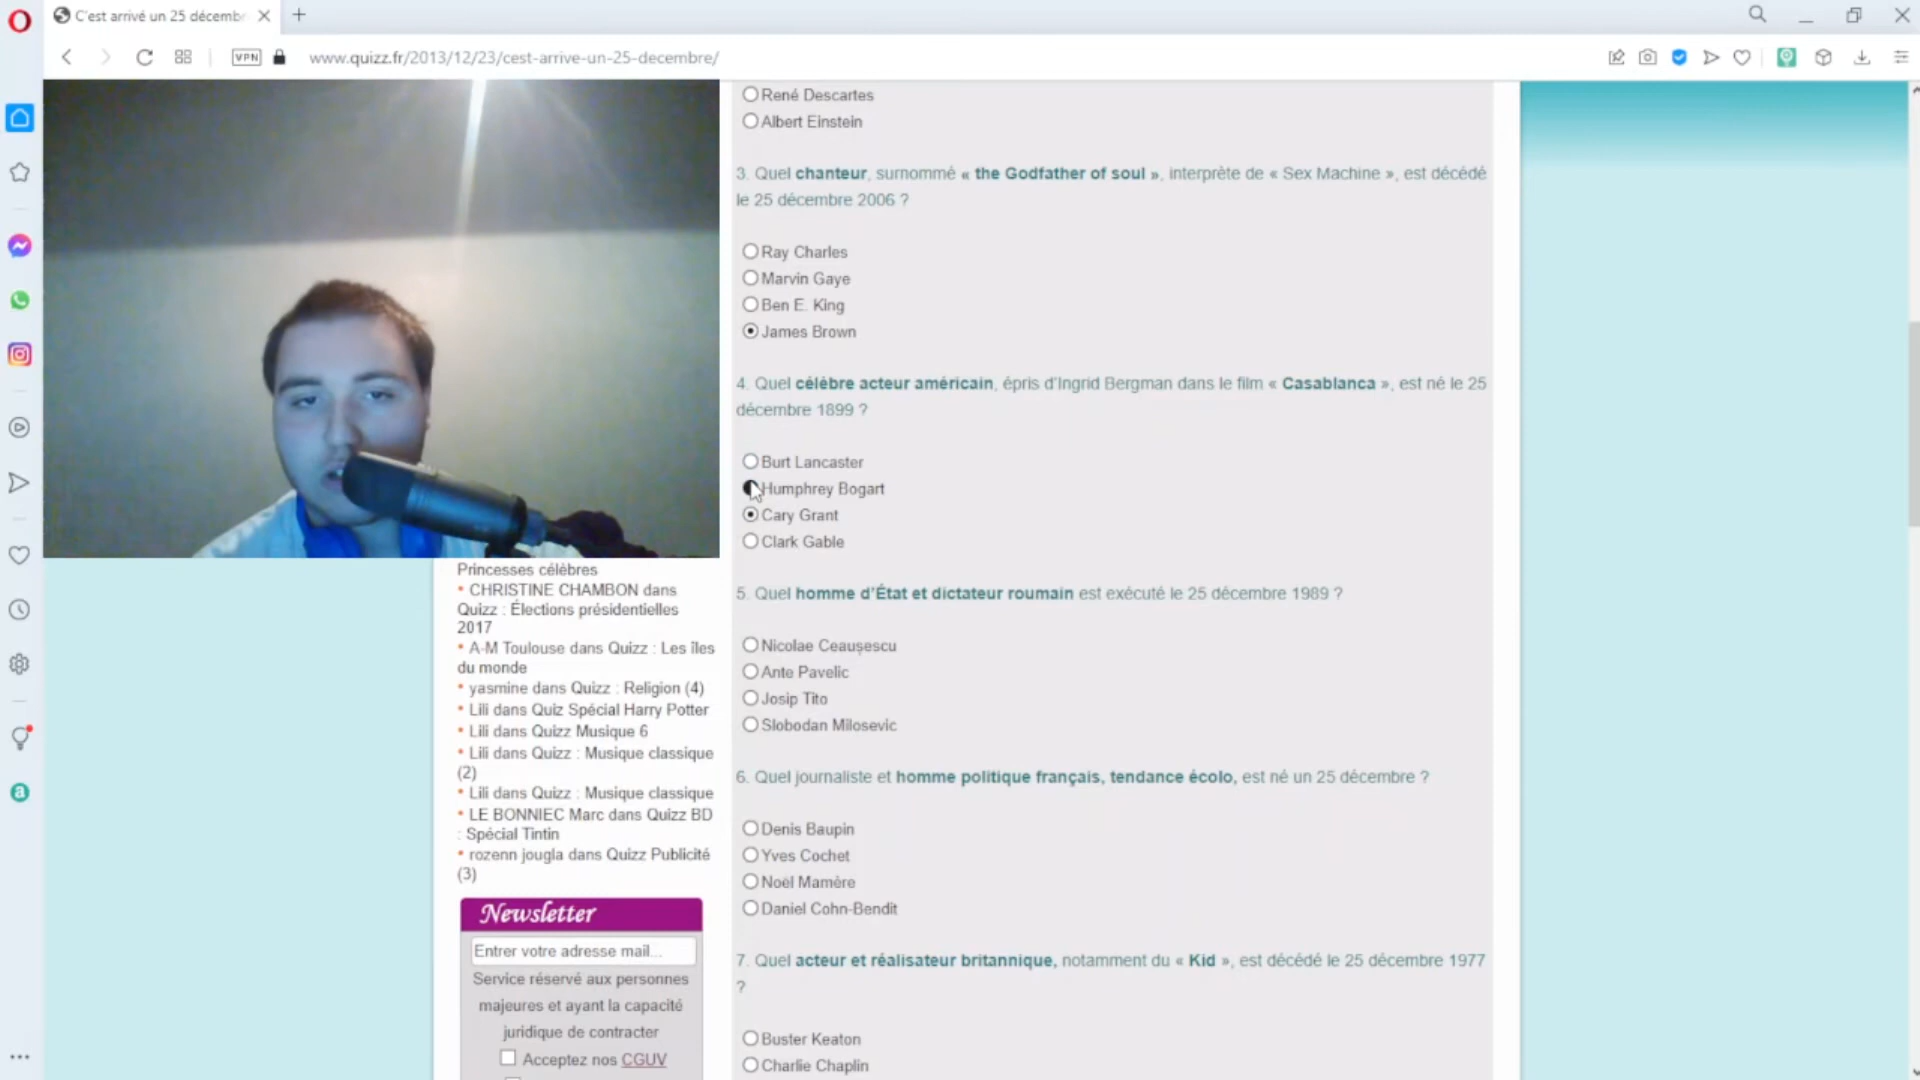 C'est arrivé un 25 décemb
VPN
www.quizz.fr/2013/12/23/cest-arrive-un-25-decembre/
René Descartes
Albert Einstein
3. Quel chanteur, surnommé « the Godfather of soul », interprète de « Sex Machine », est décédé
le 25 décembre 2006 ?
Ray Charles
Marvin Gaye
Ben E. King
James Brown
4. Quel célèbre acteur américain, épris d'Ingrid Bergman dans le film « Casablanca », est né le 25
décembre 1899 ?
Burt Lancaster
Humphrey Bogart
Cary Grant
Clark Gable
5. Quel homme d'État et dictateur roumain est exécuté le 25 décembre 1989 ?
Nicolae Ceaușescu
Ante Pavelic
Josip Tito
Slobodan Milosevic
6. Quel journaliste et homme politique français, tendance écolo, est né un 25 décembre ?
Denis Baupin
Yves Cochet
Noël Mamère
Daniel Cohn-Bendit
7. Quel acteur et réalisateur britannique, notamment du « Kid », est décédé le 25 décembre 1977
?
Buster Keaton
Charlie Chaplin
Princesses célèbres
• CHRISTINE CHAMBON dans
Quizz : Élections présidentielles
2017
• A-M Toulouse dans Quizz : Les îles
du monde
• yasmine dans Quizz : Religion (4)
• Lili dans Quiz Spécial Harry Potter
• Lili dans Quizz Musique 6
• Lili dans Quizz : Musique classique
(2)
• Lili dans Quizz : Musique classique
• LE BONNIEC Marc dans Quizz BD
: Spécial Tintin
• rozenn jougla dans Quizz Publicité
(3)
Newsletter
Entrer votre adresse mail...
Service réservé aux personnes
majeures et ayant la capacité
juridique de contracter
Acceptez nos CGUV